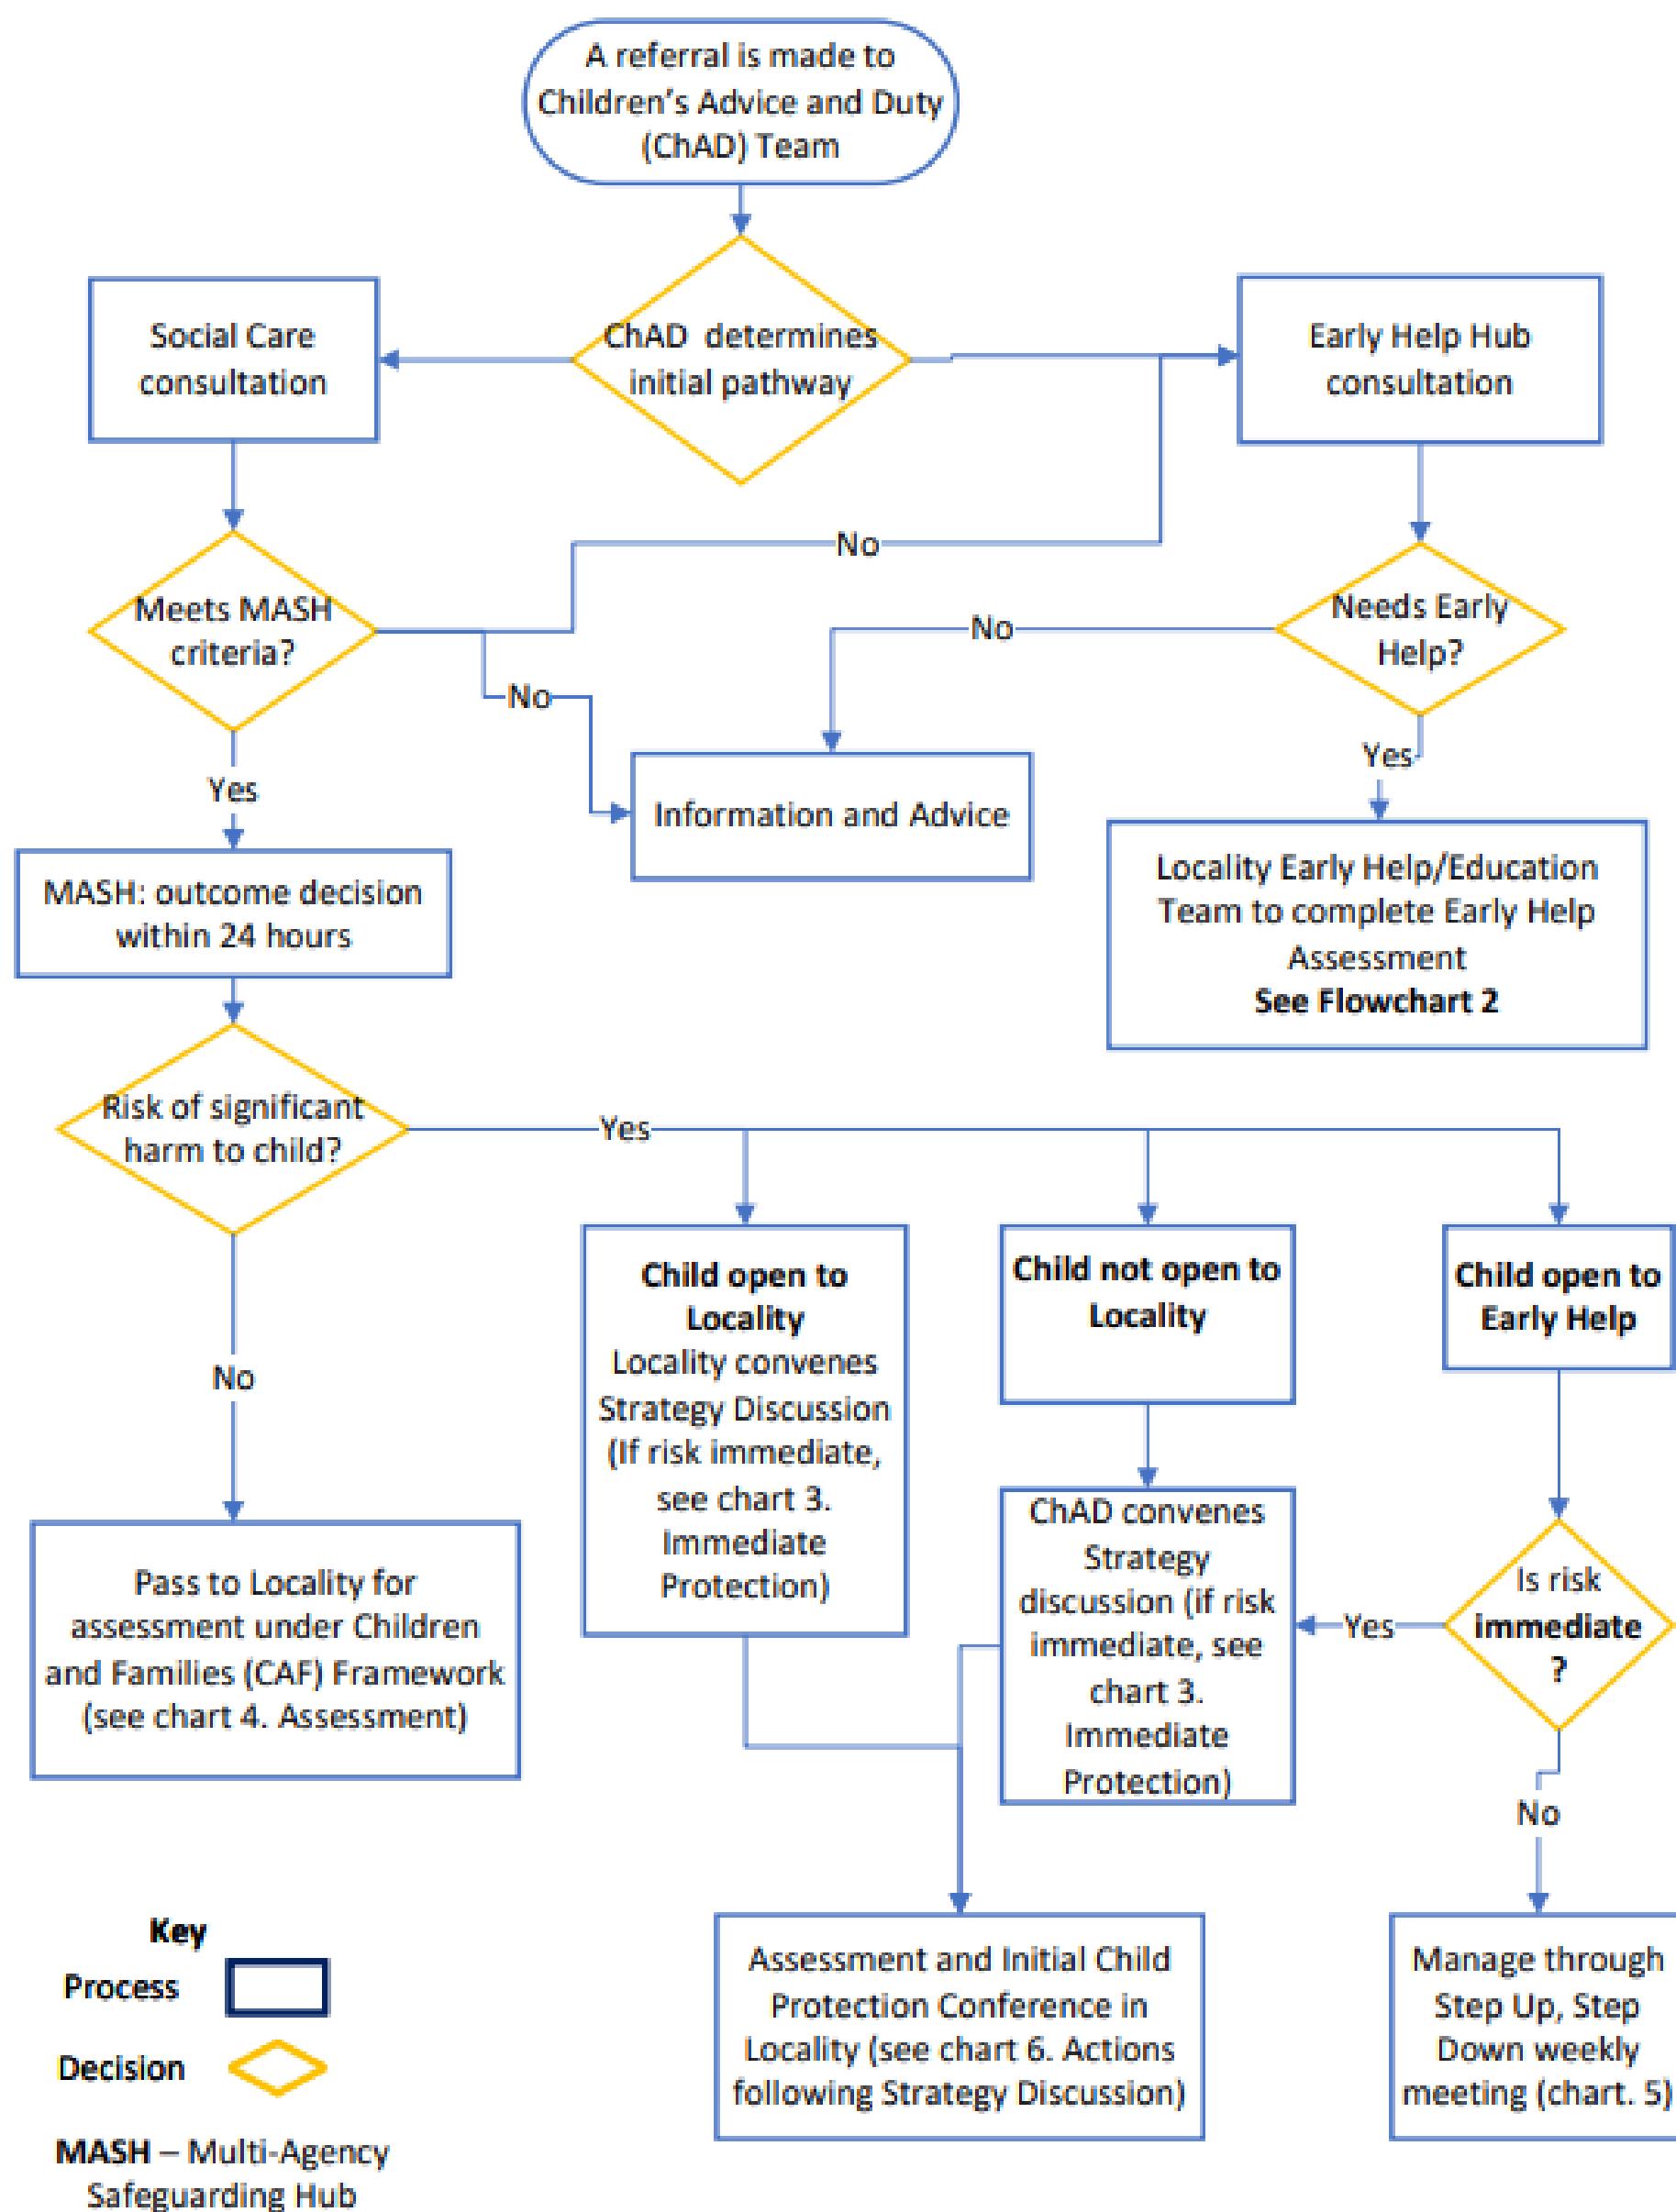 A referral is made to
Children's Advice and Duty
(ChAD) Team
Social Care
consultation
ChAD determines
initial pathway
Early Help Hub
consultation
No
Meets MASH
criteria?
No
Needs Early
Help?
No
Yes
Yes
Information and Advice
MASH: outcome decision
within 24 hours
Locality Early Help/Education
Team to complete Early Help
Assessment
See Flowchart 2
Risk of significant
harm to child?
Yes
No
Child open to
Locality
Locality convenes
Strategy Discussion
(If risk immediate,
see chart 3.
Immediate
Protection)
Child not open to
Locality
Child open to
Early Help
Pass to Locality for
assessment under Children
and Families (CAF) Framework
(see chart 4. Assessment)
ChAD convenes
Strategy
discussion (if risk
immediate, see
chart 3.
Immediate
Protection)
Yes
Is risk
immediate
?
No
Assessment and Initial Child
Protection Conference in
Locality (see chart 6. Actions
following Strategy Discussion)
Manage through
Step Up, Step
Down weekly
meeting (chart. 5)
Key
Process
Decision
MASH – Multi-Agency
Safeguarding Hub